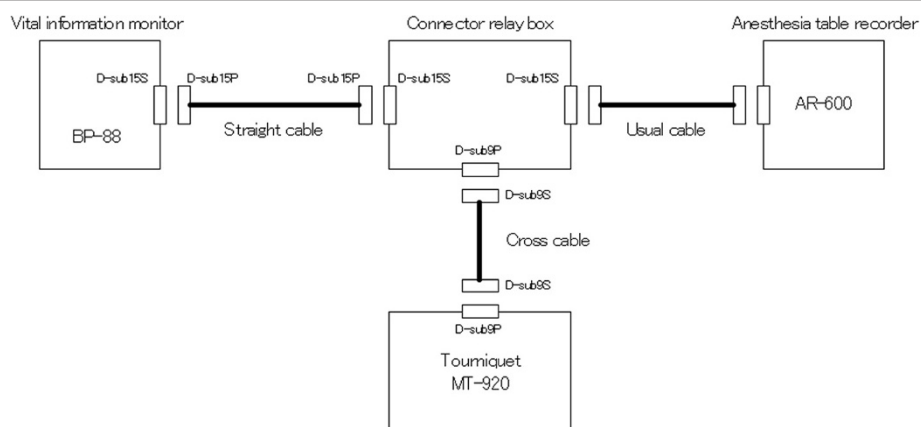 Vital information monitor
Connector relay box
Anesthesia table recorder
D-sub15S
D-sub15P
D-sub15P
D-sub15S
D-sub15S
BP-88
Straight cable
Usual cable
AR-600
D-sub9P
D-sub9S
Cross cable
D-sub9S
D-sub9P
Tourniquet
MT-920